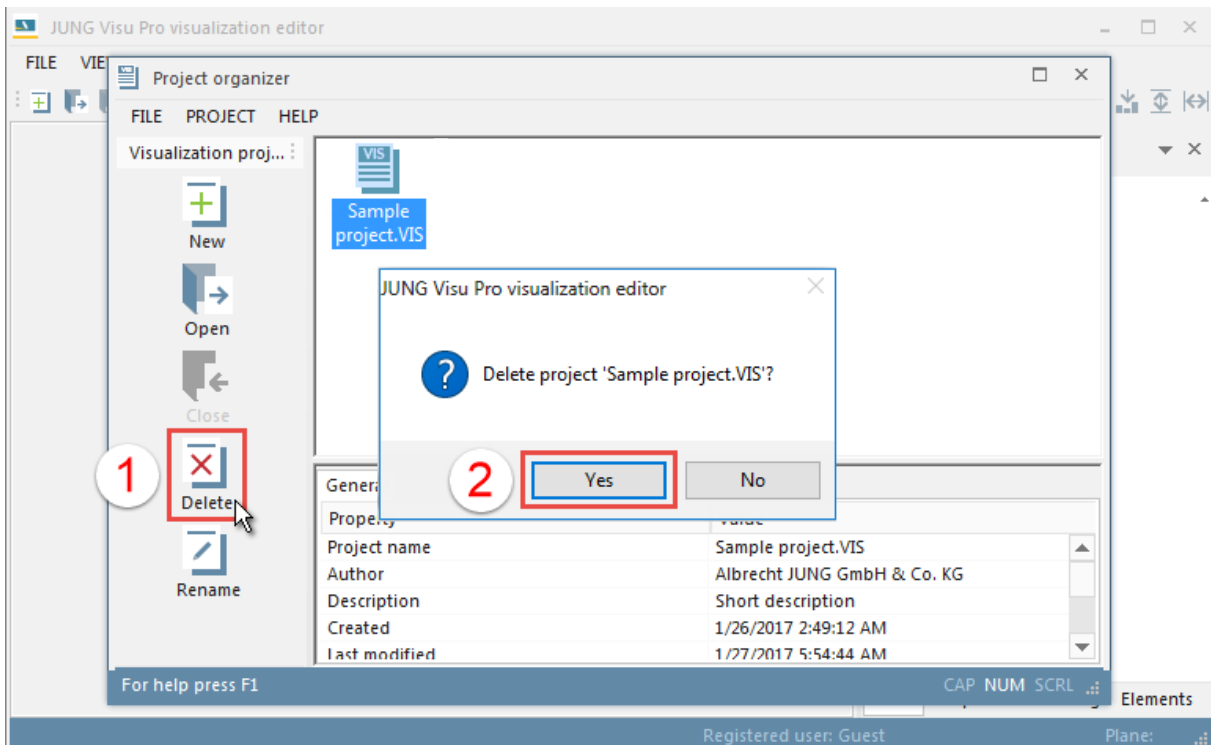 JUNG Visu Pro visualization editor
FILE VIE
Project organizer
FILE PROJECT HELP
Visualization proj...
VIS
Sample
project.VIS
New
Open
Close
1
Delete
Rename
JUNG Visu Pro visualization editor
?
Delete project 'Sample project.VIS'?
2
Yes
No
Property Value
Project name Sample project.VIS
Author Albrecht JUNG GmbH & Co. KG
Description Short description
Created 1/26/2017 2:49:12 AM
Last modified 1/27/2017 5:54:44 AM
For help press F1
CAP NUM SCRL
Elements
Registered user: Guest
Plane: